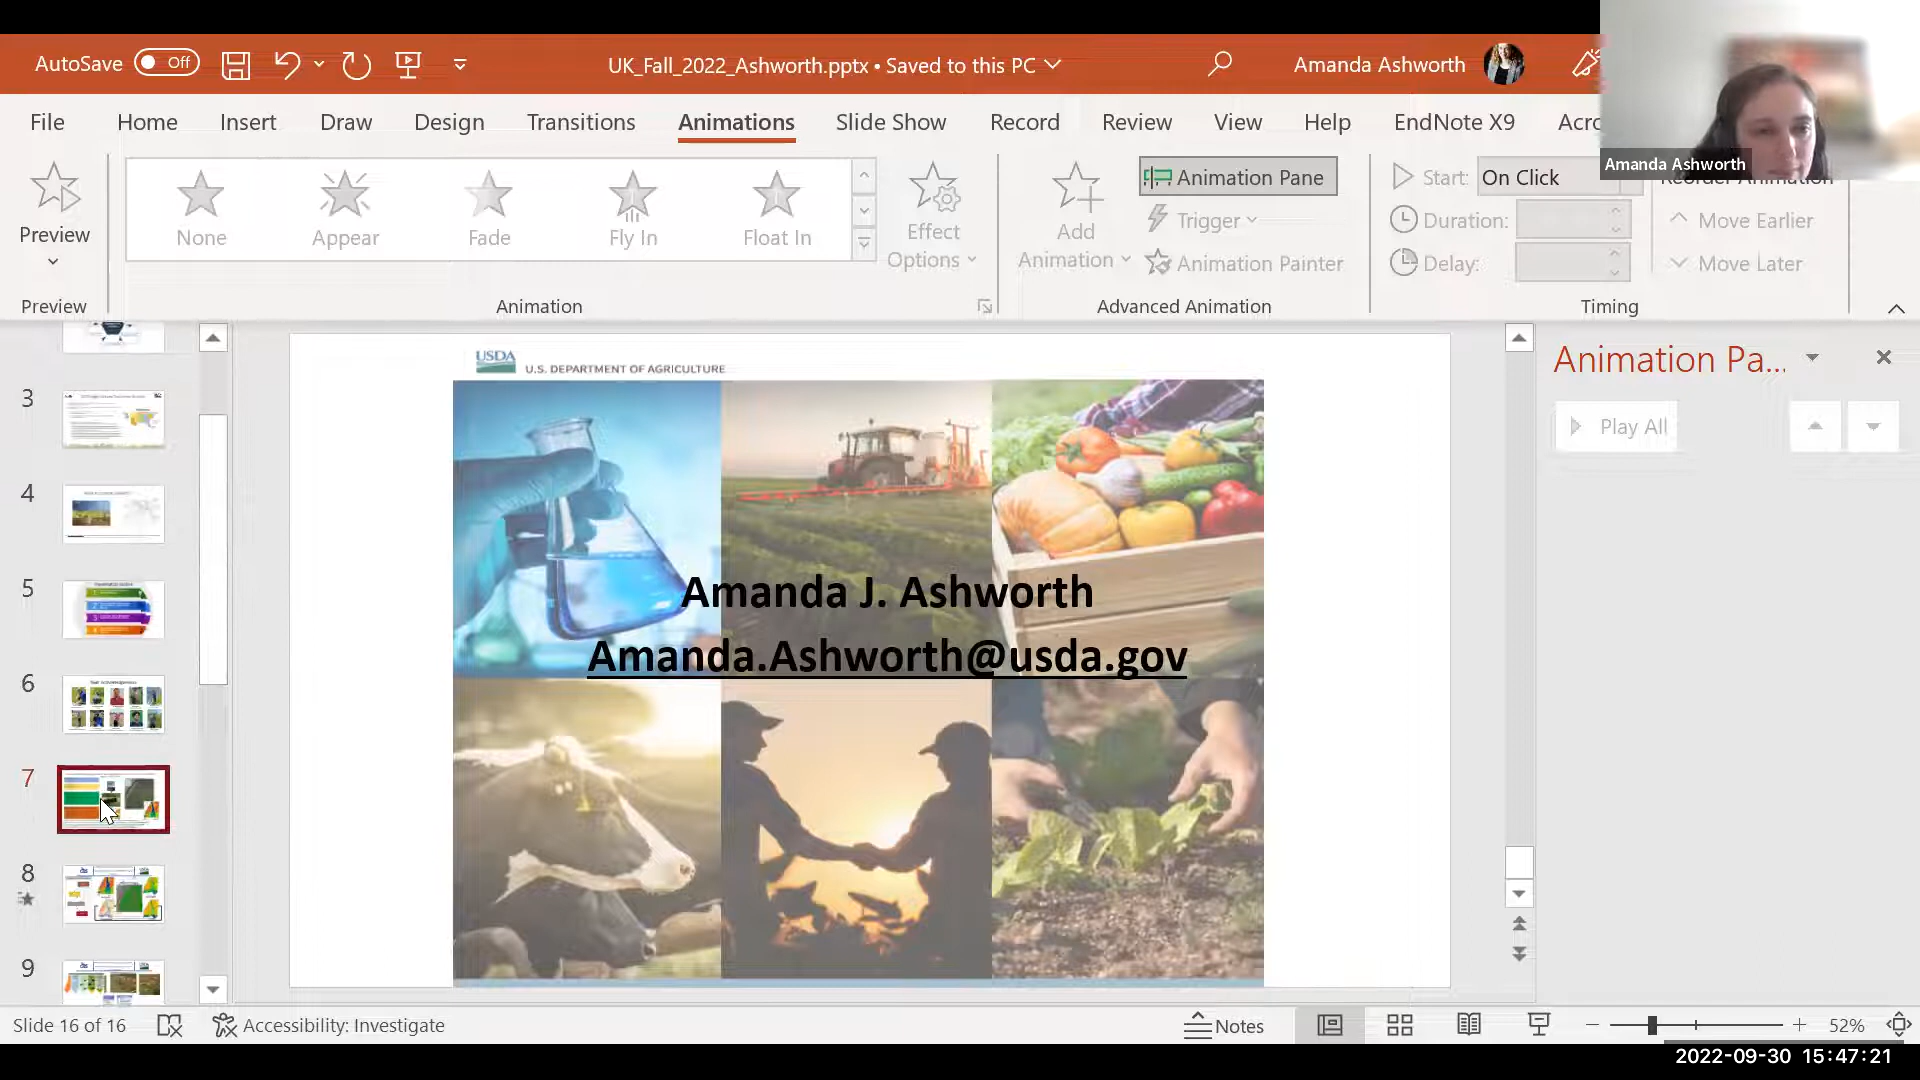 AutoSave Off
UK_Fall_2022_Ashworth.pptx • Saved to this PC
Amanda Ashworth
File Home Insert Draw Design Transitions Animations Slide Show Record Review View Help EndNote X9 Acro
Amanda Ashworth
Preview
None Appear Fade Fly In Float In
Effect Options
Add Animation
Animation Pane
Trigger
Animation Painter
Start: On Click
Duration:
Delay:
Reorder Animation
Move Earlier
Move Later
Preview Animation Advanced Animation Timing
3
4
5
6
7
8
9
USDA
U.S. DEPARTMENT OF AGRICULTURE
Amanda J. Ashworth
Amanda.Ashworth@usda.gov
Animation Pa...
Play All
Slide 16 of 16 Accessibility: Investigate Notes 52%
2022-09-30 15:47:21